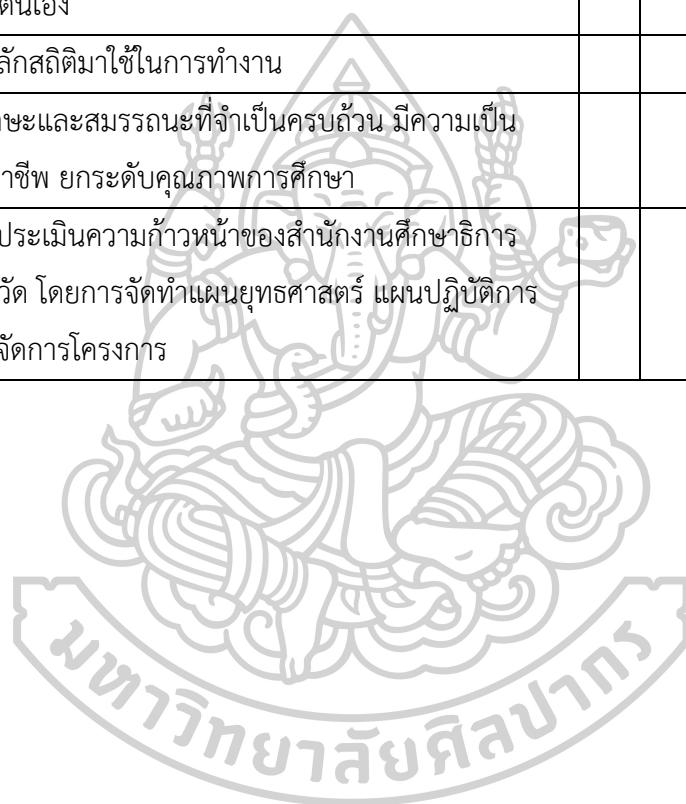 ตนเอง
ลักสถิติมาใช้ในการทำงาน
กษะและสมรรถนะที่จำเป็นครบถ้วน มีความเป็น
าชีพ ยกระดับคุณภาพการศึกษา
ประเมินความก้าวหน้าของสำนักงานศึกษาธิการ
วัด โดยการจัดทำแผนยุทธศาสตร์ แผนปฏิบัติการ
จัดการโครงการ
มหาวิทยาลัยศิลปากร